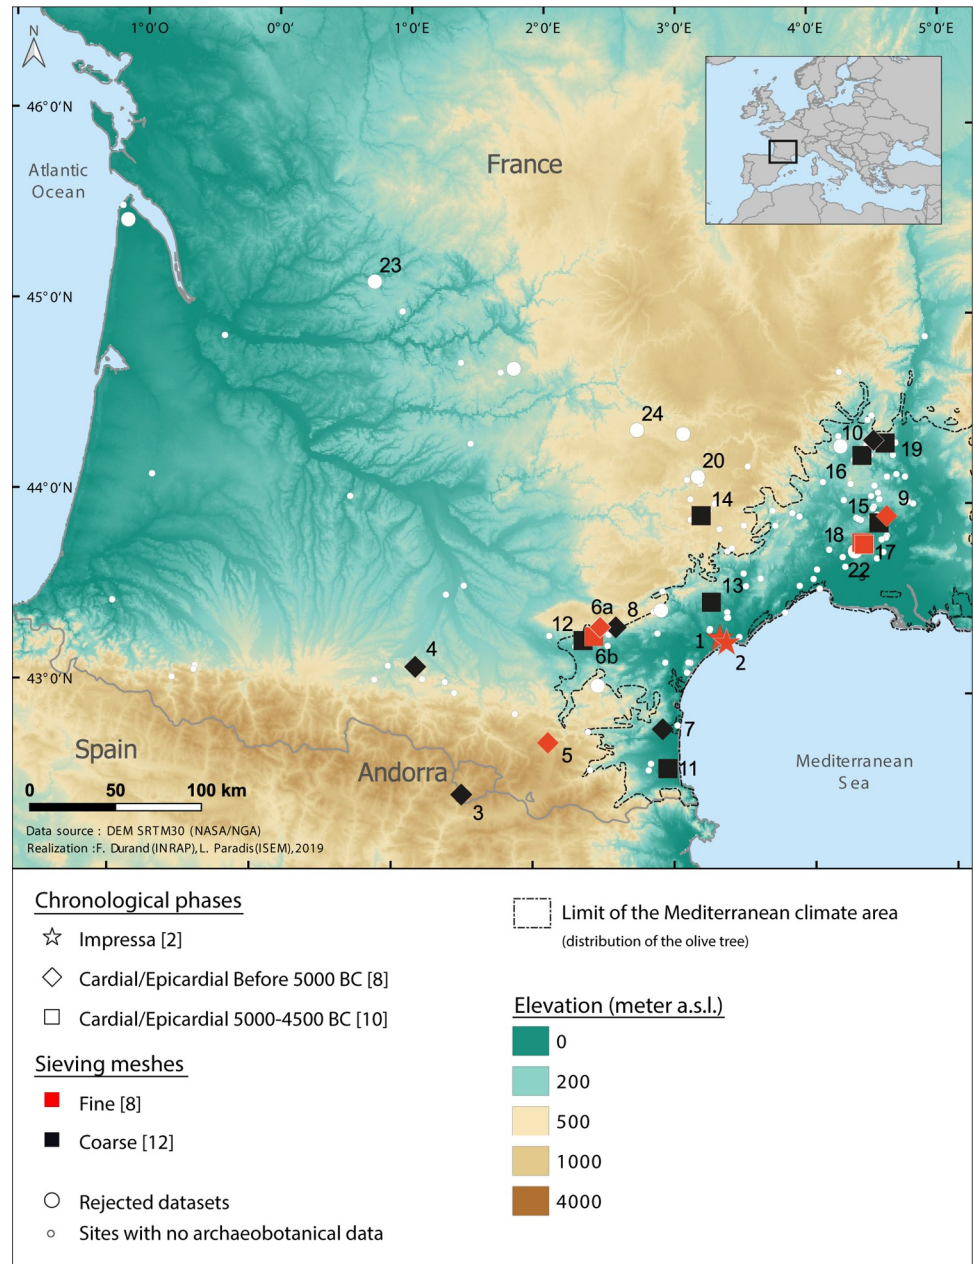 N
1°0'O
0°0'
1°0'E
2°0'E
3°0'E
4°0'E
5°0'E
46°0'N
45°0'N
44°0'N
43°0'N
Atlantic
Ocean
France
23
24
20
14
10
19
16
9
15
18
17
22
13
6a
8
12
6b
1
2
4
7
5
11
3
Spain
Andorra
Mediterranean
Sea
0 50 100 km
Data source : DEM SRTM30 (NASA/NGA)
Realization :F. Durand (INRAP), L. Paradis (ISEM), 2019
Chronological phases
Impressa [2]
Cardial/Epicardial Before 5000 BC [8]
Cardial/Epicardial 5000-4500 BC [10]
Sieving meshes
Fine [8]
Coarse [12]
Rejected datasets
Sites with no archaeobotanical data
Limit of the Mediterranean climate area
(distribution of the olive tree)
Elevation (meter a.s.l.)
0
200
500
1000
4000